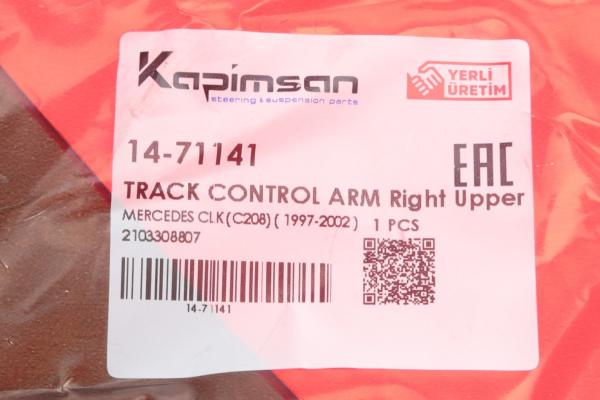 Kapimsan
steering & suspension parts
YERLİ
ÜRETİM
14-71141
EAC
TRACK CONTROL ARM Right Upper
MERCEDES CLK(C208)( 1997-2002 ) 1 PCS
2103308807
14-71141